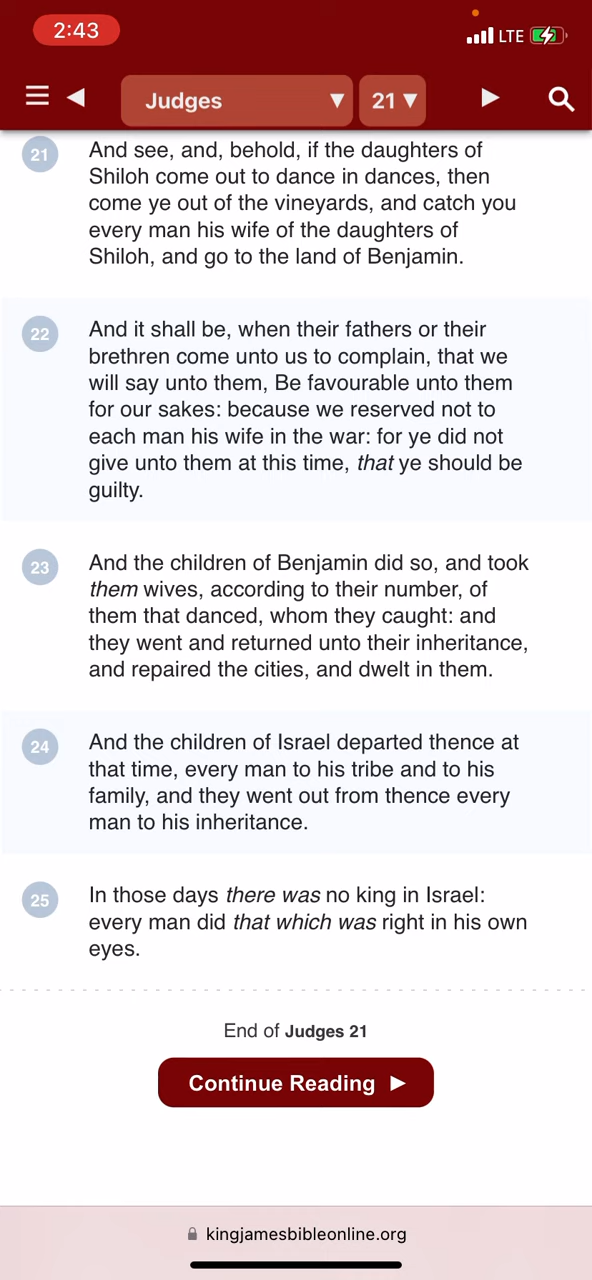 2:43
LTE
Judges ▼ 21 ▼
21 And see, and, behold, if the daughters of
Shiloh come out to dance in dances, then
come ye out of the vineyards, and catch you
every man his wife of the daughters of
Shiloh, and go to the land of Benjamin.
22 And it shall be, when their fathers or their
brethren come unto us to complain, that we
will say unto them, Be favourable unto them
for our sakes: because we reserved not to
each man his wife in the war: for ye did not
give unto them at this time, that ye should be
guilty.
23 And the children of Benjamin did so, and took
them wives, according to their number, of
them that danced, whom they caught: and
they went and returned unto their inheritance,
and repaired the cities, and dwelt in them.
24 And the children of Israel departed thence at
that time, every man to his tribe and to his
family, and they went out from thence every
man to his inheritance.
25 In those days there was no king in Israel:
every man did that which was right in his own
eyes.
End of Judges 21
Continue Reading ▶
kingjamesbibleonline.org